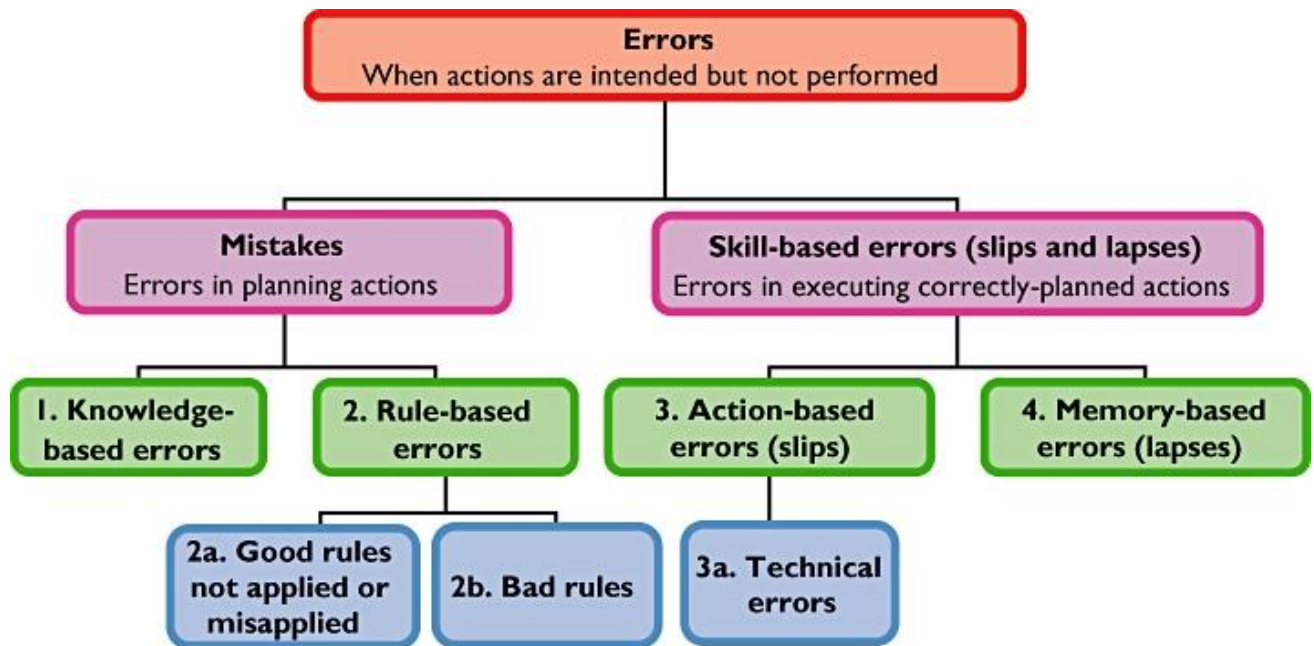 Errors
When actions are intended but not performed
Mistakes
Errors in planning actions
Skill-based errors (slips and lapses)
Errors in executing correctly-planned actions
1. Knowledge-
based errors
2. Rule-based
errors
3. Action-based
errors (slips)
4. Memory-based
errors (lapses)
2a. Good rules
not applied or
misapplied
2b. Bad rules
3a. Technical
errors